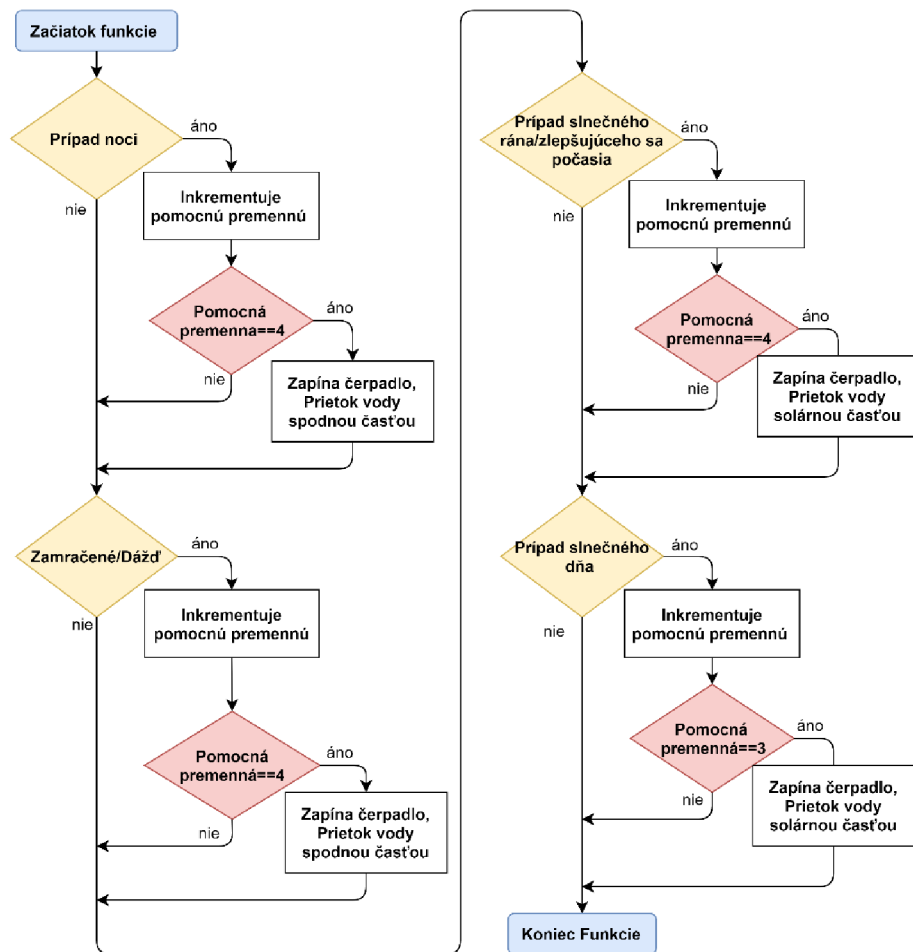 Začiatok funkcie
Prípad noci
áno
nie
Inkrementuje
pomocnú premennú
Pomocná
premenna==4
áno
nie
Zapína čerpadlo,
Prietok vody
spodnou časťou
Zamračené/Dážď
áno
nie
Inkrementuje
pomocnú premennú
Pomocná
premenná==4
áno
nie
Zapína čerpadlo,
Prietok vody
spodnou časťou
Prípad slnečného
rána/zlepšujúceho sa
počasia
áno
nie
Inkrementuje
pomocnú premennú
Pomocná
premenna==4
áno
nie
Zapína čerpadlo,
Prietok vody
solárnou časťou
Prípad slnečného
dňa
áno
nie
Inkrementuje
pomocnú premennú
Pomocná
premenná==3
áno
nie
Zapína čerpadlo,
Prietok vody
solárnou časťou
Koniec Funkcie